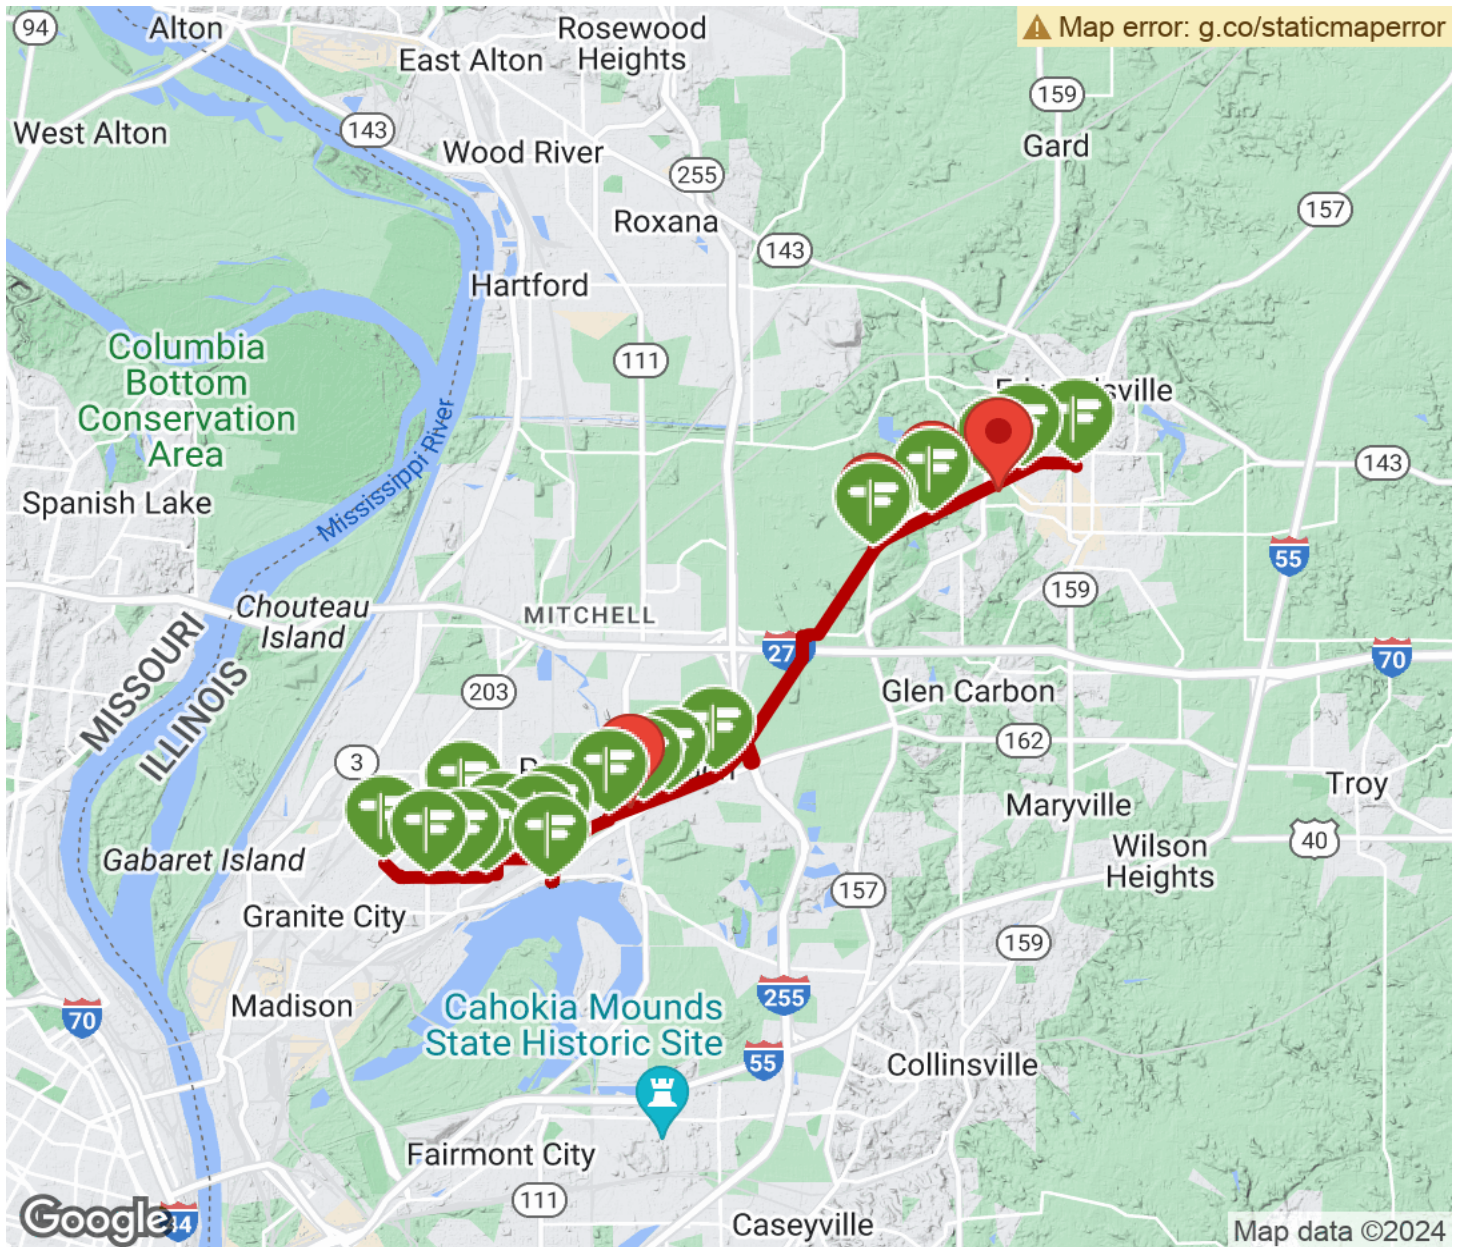 94
Alton
Rosewood
Heights
Map error: g.co/staticmaperror
East Alton
159
West Alton
143
Gard
Wood River
255
157
Roxana
143
Hartford
Columbia
Bottom
Conservation
Area
111
Mississippi River
143
Spanish Lake
55
Chouteau
Island
MITCHELL
159
MISSOURI
ILLINOIS
27
70
203
Glen Carbon
3
162
Troy
Maryville
40
Wilson
Heights
Gabaret Island
157
Granite City
159
Madison
70
255
Cahokia Mounds
State Historic Site
55
Collinsville
Fairmont City
111
Google
Caseyville
Map data ©2024